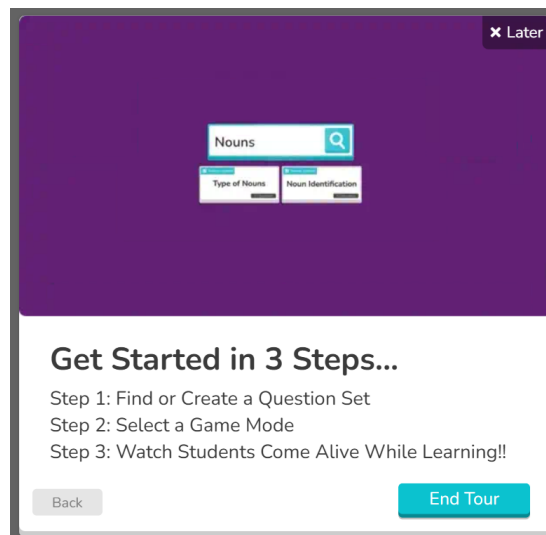 ✖ Later
Nouns
Type of Nouns
Noun Identification
Get Started in 3 Steps...
Step 1: Find or Create a Question Set
Step 2: Select a Game Mode
Step 3: Watch Students Come Alive While Learning!!
Back
End Tour